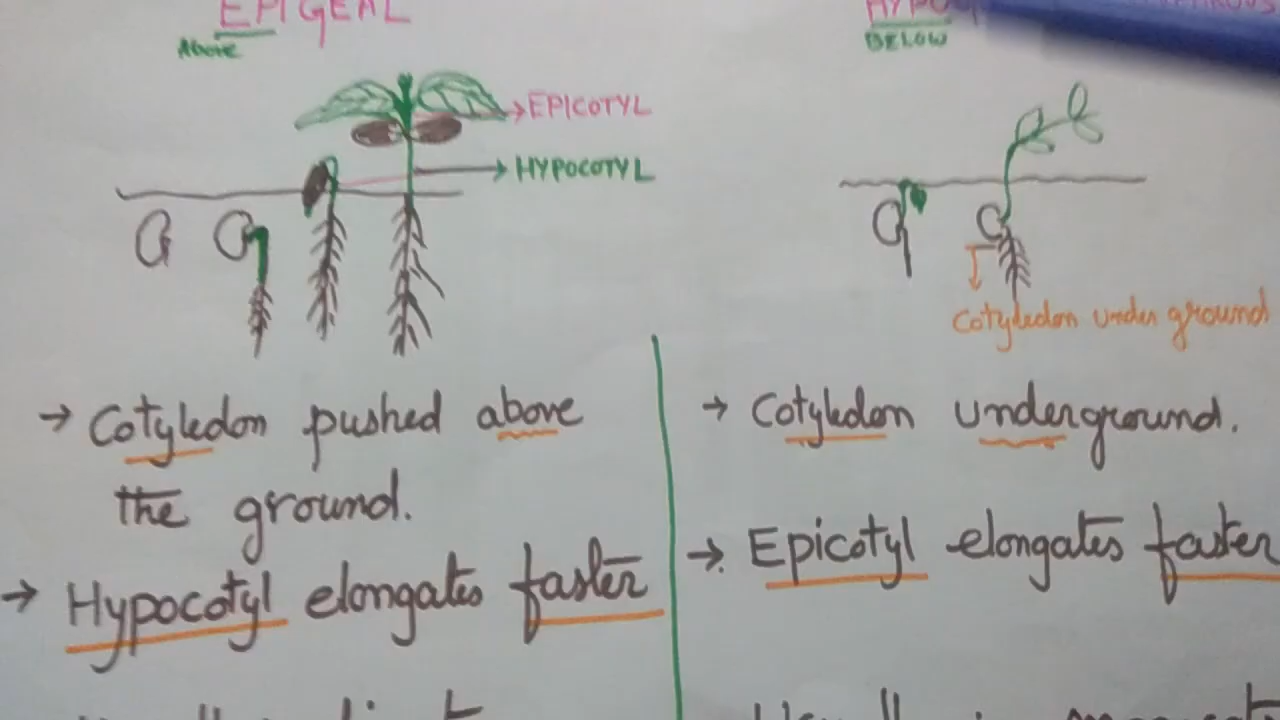 EPIGEAL
Above
EPICOTYL
HYPOCOTYL
→ Cotyledon pushed above
the ground.
→ Hypocotyl elongates faster
BELOW
Cotyledon under ground
→ Cotyledon underground.
→ Epicotyl elongates faster